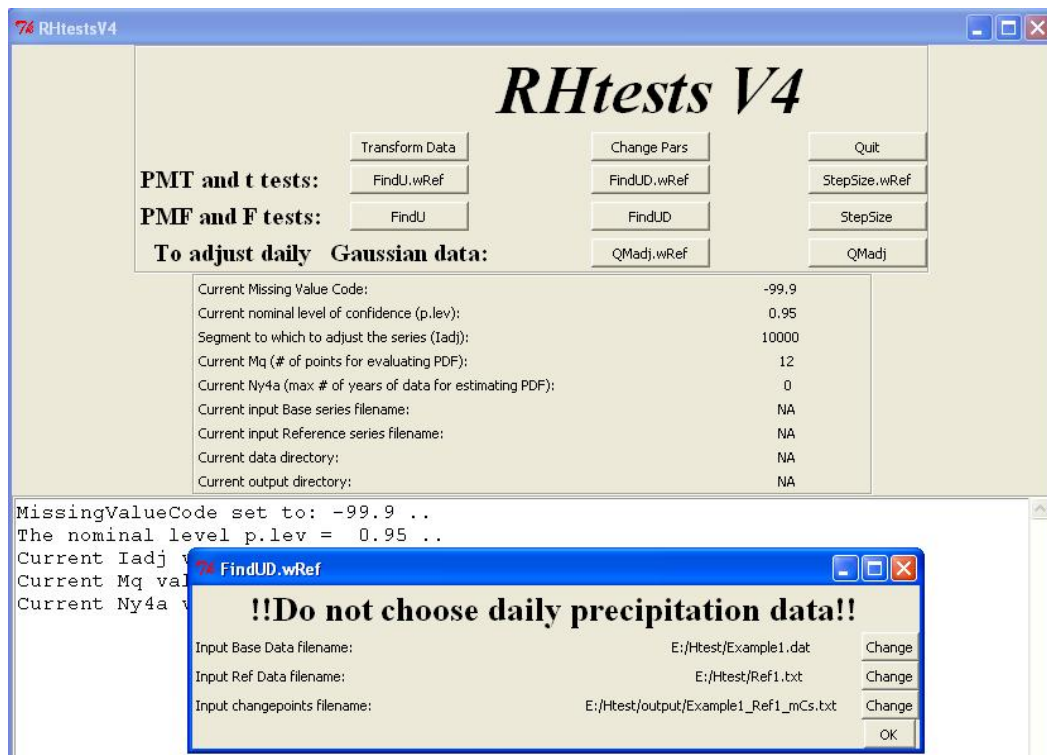 RHtestsV4
RHtests V4
Transform Data Change Pars Quit
PMT and t tests: FindU.wRef FindUD.wRef StepSize.wRef
PMF and F tests: FindU FindUD StepSize
To adjust daily Gaussian data: QMadj.wRef QMadj
Current Missing Value Code: -99.9
Current nominal level of confidence (p.lev): 0.95
Segment to which to adjust the series (Iadj): 10000
Current Mq (# of points for evaluating PDF): 12
Current Ny4a (max # of years of data for estimating PDF): 0
Current input Base series filename: NA
Current input Reference series filename: NA
Current data directory: NA
Current output directory: NA
MissingValueCode set to: -99.9 ..
The nominal level p.lev = 0.95 ..
Current Iadj v
Current Mq val
Current Ny4a v
FindUD.wRef
!!Do not choose daily precipitation data!!
Input Base Data filename: E:/Htest/Example1.dat Change
Input Ref Data filename: E:/Htest/Ref1.txt Change
Input changepoints filename: E:/Htest/output/Example1_Ref1_mCs.txt Change
OK